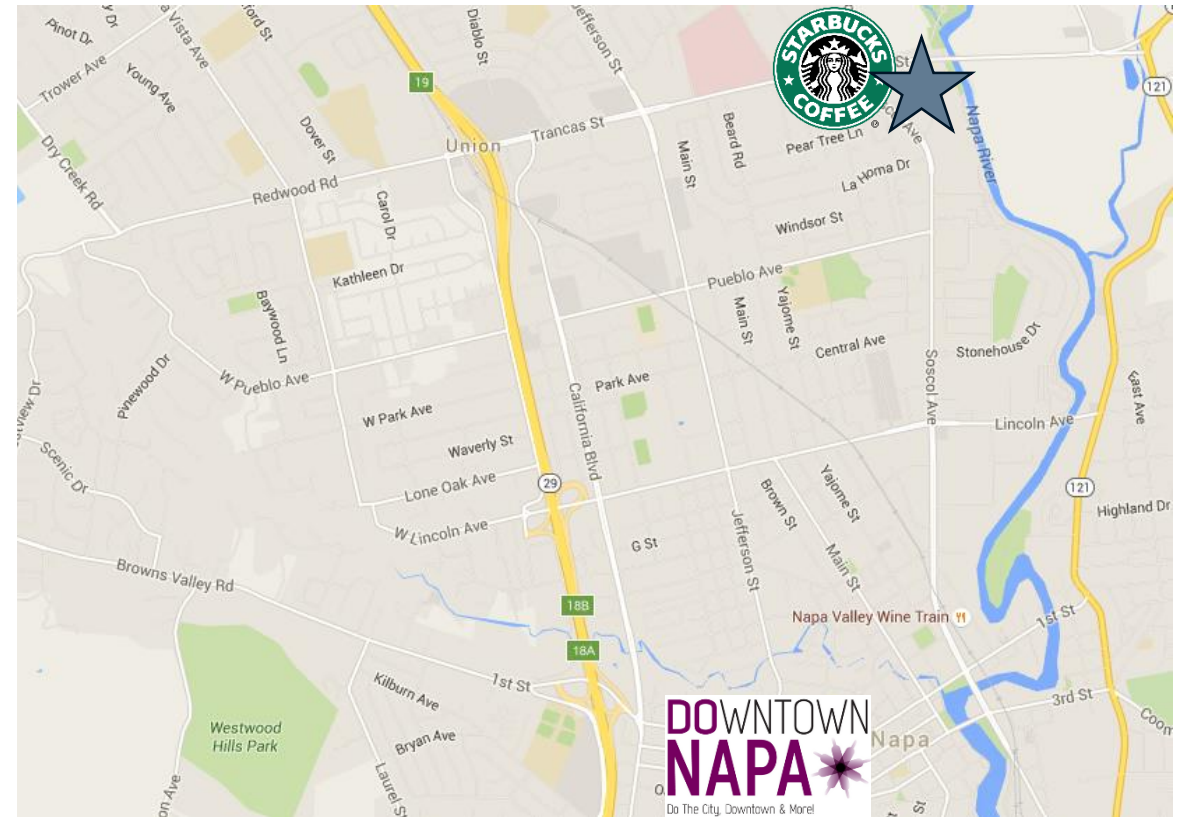 Pinot Dr
Vista Ave
ford St
Diablo St
Jefferson St
STARBUCKS
COFFEE
St
Trower Ave
Young Ave
19
121
Dover St
Union
Trancas St
Beard Rd
Pear Tree Ln
Ave
Napa River
Dry Creek Rd
Redwood Rd
Main St
La Homa Dr
Carol Dr
Windsor St
Kathleen Dr
Pueblo Ave
Baywood Ln
Main St
Yajome St
Central Ave
Soscol Ave
Stonehouse Dr
East Ave
Pinewood Dr
W Pueblo Ave
Park Ave
California Blvd
W Park Ave
Lincoln Ave
Waverly St
Scenic Dr
Lone Oak Ave
29
Brown St
Yajome St
121
Highland Dr
W Lincoln Ave
G St
Jefferson St
Main St
Browns Valley Rd
18B
Napa Valley Wine Train
1st St
18A
1st St
Kilburn Ave
3rd St
Westwood
Hills Park
Bryan Ave
DOWNTOWN
NAPA
Do The City, Downtown & More!
Napa
Laurel St
St